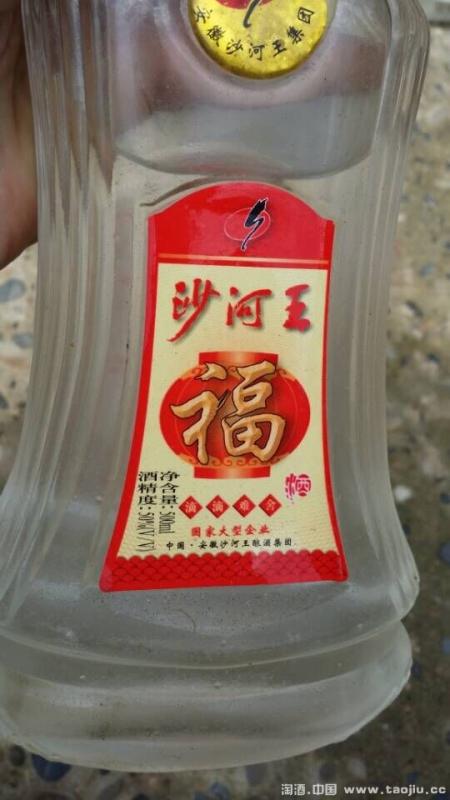 安徽沙河王集团
沙河王
福
酒
净含量：500ml
酒精度：50%(V/V)
滴滴难舍
国家大型企业
中国·安徽沙河王酿酒集团
淘酒.中国 www.taojiu.cc